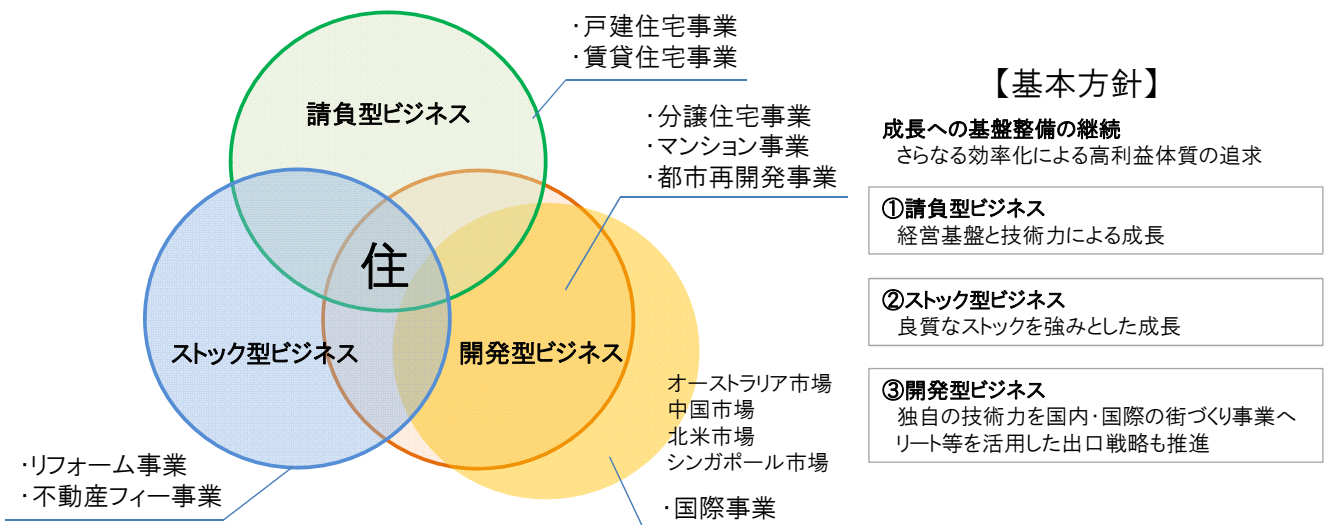 ・戸建住宅事業
・賃貸住宅事業
請負型ビジネス
・分譲住宅事業
・マンション事業
・都市再開発事業
住
ストック型ビジネス
開発型ビジネス
オーストラリア市場
中国市場
北米市場
シンガポール市場
・リフォーム事業
・不動産フィー事業
・国際事業
【基本方針】
成長への基盤整備の継続
さらなる効率化による高利益体質の追求
①請負型ビジネス
経営基盤と技術力による成長
②ストック型ビジネス
良質なストックを強みとした成長
③開発型ビジネス
独自の技術力を国内・国際の街づくり事業へ
リート等を活用した出口戦略も推進